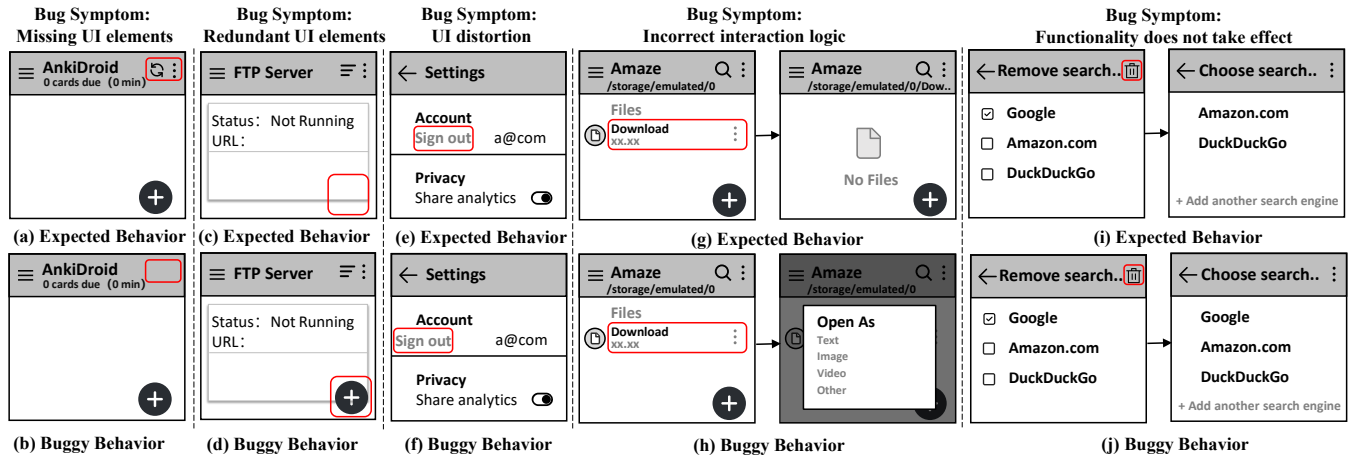 Bug Symptom:
Missing UI elements
Bug Symptom:
Redundant UI elements
Bug Symptom:
UI distortion
Bug Symptom:
Incorrect interaction logic
Bug Symptom:
Functionality does not take effect
AnkiDroid
0 cards due (0 min)
FTP Server
Status: Not Running
URL:
Settings
Account
Sign out a@com
Privacy
Share analytics
Amaze
/storage/emulated/0
Files
Download
xx.xx
Amaze
/storage/emulated/0/Dow..
No Files
Remove search..
Google
Amazon.com
DuckDuckGo
Choose search..
Amazon.com
DuckDuckGo
+ Add another search engine
(a) Expected Behavior
(c) Expected Behavior
(e) Expected Behavior
(g) Expected Behavior
(i) Expected Behavior
AnkiDroid
0 cards due (0 min)
FTP Server
Status: Not Running
URL:
Settings
Account
Sign out a@com
Privacy
Share analytics
Amaze
/storage/emulated/0
Files
Download
xx.xx
Amaze
/storage/emulated/0
Open As
Text
Image
Video
Other
Remove search..
Google
Amazon.com
DuckDuckGo
Choose search..
Google
Amazon.com
DuckDuckGo
+ Add another search engine
(b) Buggy Behavior
(d) Buggy Behavior
(f) Buggy Behavior
(h) Buggy Behavior
(j) Buggy Behavior